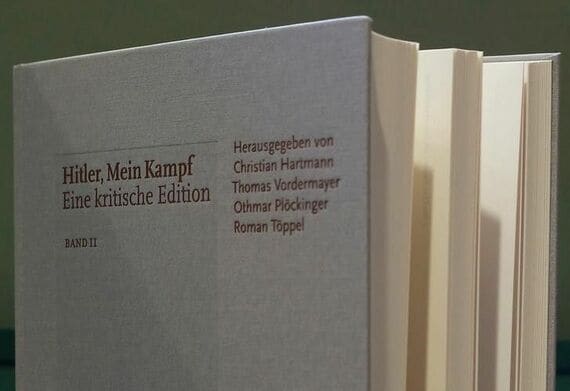 Hitler, Mein Kampf
Eine kritische Edition
BAND II
Herausgegeben von
Christian Hartmann
Thomas Vordermayer
Othmar Plöckinger
Roman Töppel